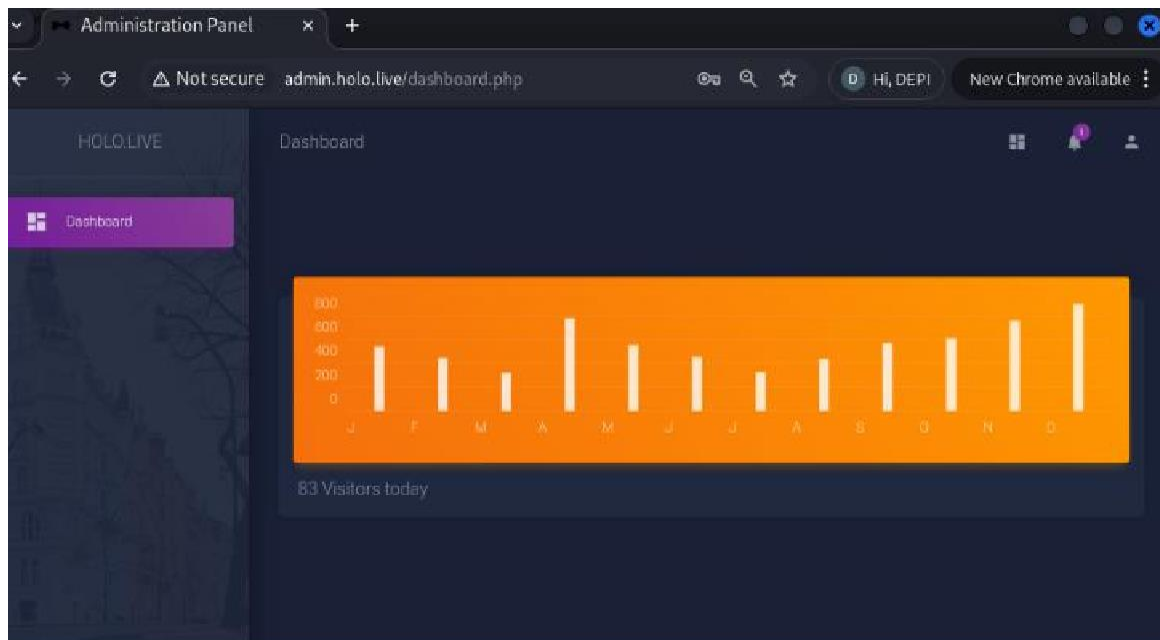 Administration Panel
Not secure admin.holo.live/dashboard.php D Hi, DEPI New Chrome available
HOLO.LIVE Dashboard
Dashboard
800
600
400
200
0
J F M A M J J A S O N D
83 Visitors today